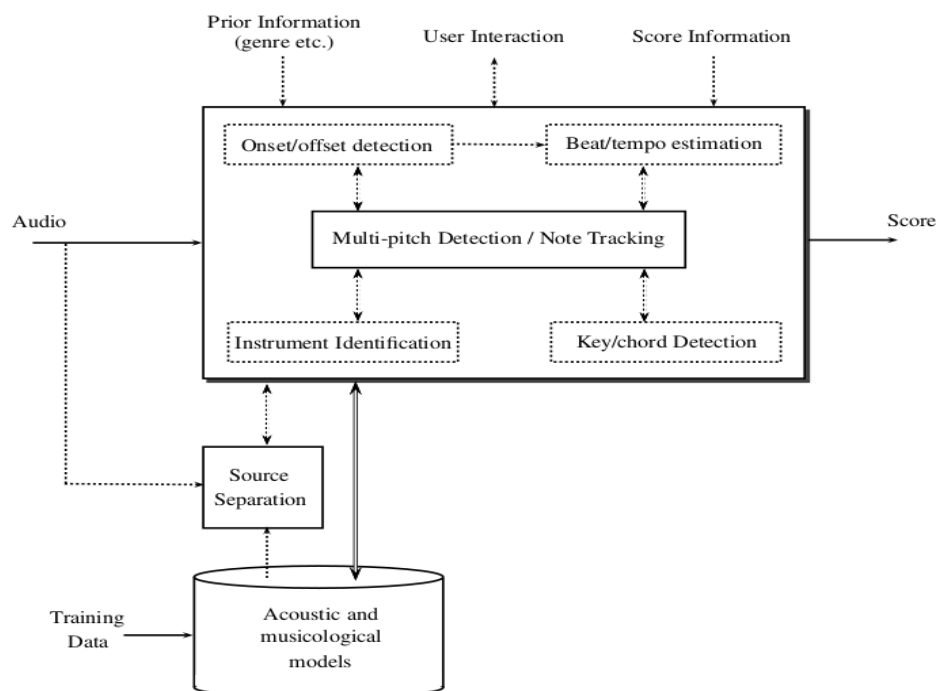 Prior Information
(genre etc.)
User Interaction
Score Information
Onset/offset detection
Beat/tempo estimation
Audio
Multi-pitch Detection / Note Tracking
Score
Instrument Identification
Key/chord Detection
Source
Separation
Training
Data
Acoustic and
musicological
models